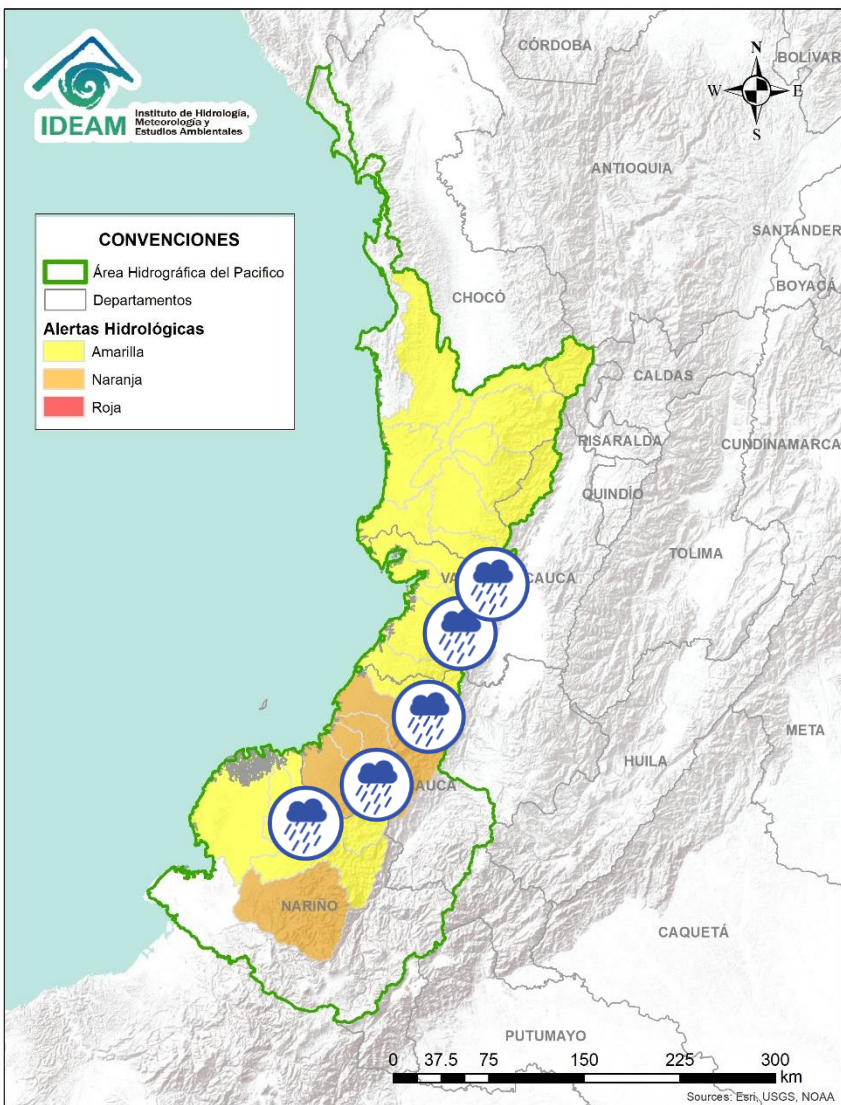 IDEAM
Instituto de Hidrología,
Meteorología y
Estudios Ambientales
N
W
E
S
CONVENCIONES
Área Hidrográfica del Pacifico
Departamentos
Alertas Hidrológicas
Amarilla
Naranja
Roja
CÓRDOBA
BOLÍVAR
ANTIOQUIA
SANTANDER
BOYACÁ
CHOCÓ
CALDAS
RISARALDA
CUNDINAMARCA
QUINDÍO
TOLIMA
CAUCA
META
HUILA
AUCA
NARIÑO
CAQUETÁ
PUTUMAYO
0 37.5 75 150 225 300
km
Sources: Esri, USGS, NOAA